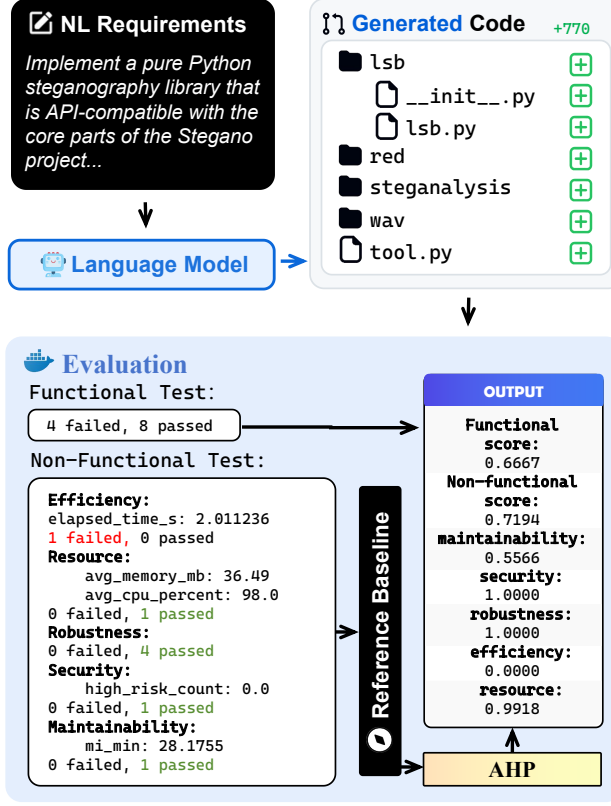 NL Requirements
Implement a pure Python
steganography library that
is API-compatible with the
core parts of the Stegano
project...
Language Model
Generated Code +770
lsb
__init__.py
lsb.py
red
steganalysis
wav
tool.py
Evaluation
Functional Test:
4 failed, 8 passed
Non-Functional Test:
Efficiency:
elapsed_time_s: 2.011236
1 failed, 0 passed
Resource:
avg_memory_mb: 36.49
avg_cpu_percent: 98.0
0 failed, 1 passed
Robustness:
0 failed, 4 passed
Security:
high_risk_count: 0.0
0 failed, 1 passed
Maintainability:
mi_min: 28.1755
0 failed, 1 passed
Reference Baseline
OUTPUT
Functional
score:
0.6667
Non-functional
score:
0.7194
maintainability:
0.5566
security:
1.0000
robustness:
1.0000
efficiency:
0.0000
resource:
0.9918
AHP